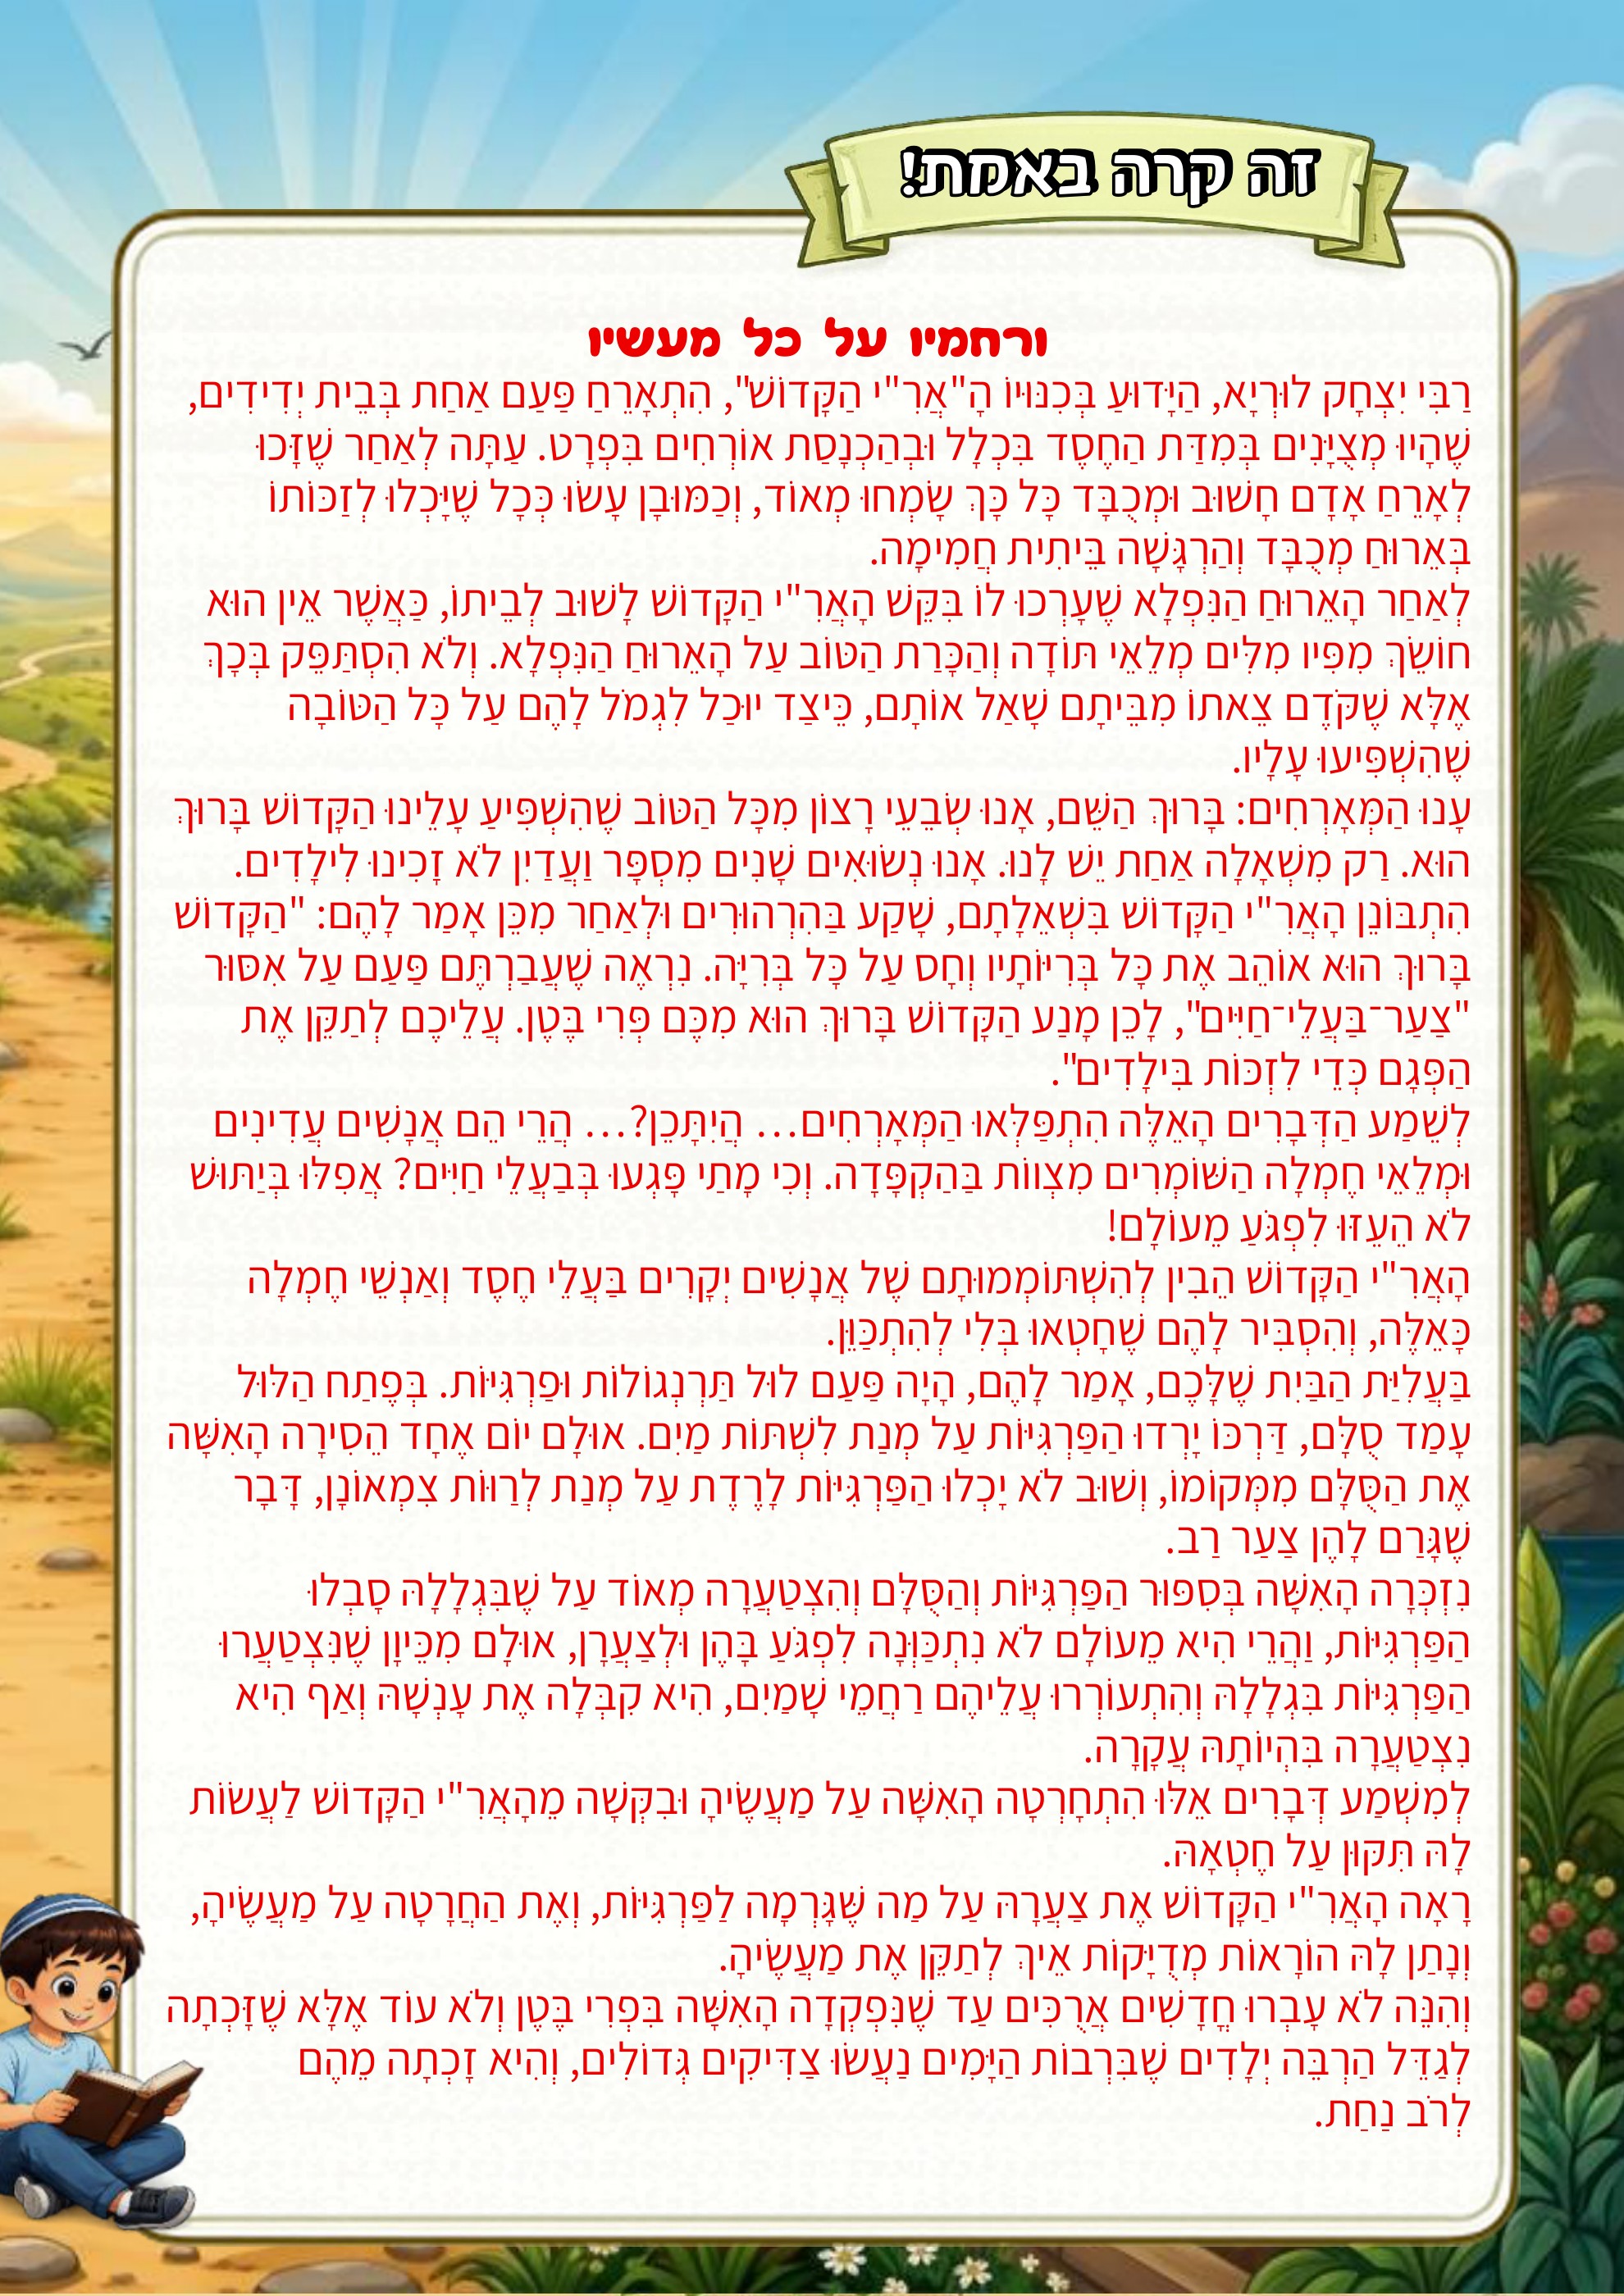 זה קרה באמת!
ורחמיו על כל מעשיו
רַבִּי יִצְחָק לוּרְיָא, הַיָּדוּעַ בְּכִנּוּיוֹ הָ"אֲרִ"י הַקָּדוֹשׁ", הִתְאָרֵחַ פַּעַם אַחַת בְּבֵית יְדִידִים,
שֶׁהָיוּ מְצֻיָּנִים בְּמִדַּת הַחֶסֶד בִּכְלָל וּבְהַכְנָסַת אוֹרְחִים בִּפְרָט. עַתָּה לְאַחַר שֶׁזָּכוּ
לְאָרֵחַ אָדָם חָשׁוּב וּמְכֻבָּד כָּל כָּךְ שָׂמְחוּ מְאוֹד, וְכַמּוּבָן עָשׂוּ כְּכָל שֶׁיָּכְלוּ לְזַכּוֹתוֹ
בְּאֵרוּחַ מְכֻבָּד וְהַרְגָּשָׁה בֵּיתִית חֲמִימָה.
לְאַחַר הָאֵרוּחַ הַנִּפְלָא שֶׁעָרְכוּ לוֹ בִּקֵּשׁ הָאֲרִ"י הַקָּדוֹשׁ לָשׁוּב לְבֵיתוֹ, כַּאֲשֶׁר אֵין הוּא
חוֹשֵׂךְ מִפִּיו מִלִּים מְלֵאֵי תּוֹדָה וְהַכָּרַת הַטּוֹב עַל הָאֵרוּחַ הַנִּפְלָא. וְלֹא הִסְתַּפֵּק בְּכָךְ
אֶלָּא שֶׁקֹּדֶם צֵאתוֹ מִבֵּיתָם שָׁאַל אוֹתָם, כֵּיצַד יוּכַל לִגְמֹל לָהֶם עַל כָּל הַטּוֹבָה
שֶׁהִשְׁפִּיעוּ עָלָיו.
עָנוּ הַמְּאָרְחִים: בָּרוּךְ הַשֵּׁם, אָנוּ שְׂבֵעֵי רָצוֹן מִכָּל הַטּוֹב שֶׁהִשְׁפִּיעַ עָלֵינוּ הַקָּדוֹשׁ בָּרוּךְ
הוּא. רַק מִשְׁאָלָה אַחַת יֵשׁ לָנוּ. אָנוּ נְשׂוּאִים שָׁנִים מִסְפָּר וַעֲדַיִן לֹא זָכִינוּ לִילָדִים.
הִתְבּוֹנֵן הָאֲרִ"י הַקָּדוֹשׁ בִּשְׁאֵלָתָם, שָׁקַע בַּהִרְהוּרִים וּלְאַחַר מִכֵּן אָמַר לָהֶם: "הַקָּדוֹשׁ
בָּרוּךְ הוּא אוֹהֵב אֶת כָּל בְּרִיּוֹתָיו וְחָס עַל כָּל בְּרִיָּה. נִרְאֶה שֶׁעֲבַרְתֶּם פַּעַם עַל אִסּוּר
"צַעַר־בַּעֲלֵי־חַיִּים", לָכֵן מָנַע הַקָּדוֹשׁ בָּרוּךְ הוּא מִכֶּם פְּרִי בֶּטֶן. עֲלֵיכֶם לְתַקֵּן אֶת
הַפְּגָם כְּדֵי לִזְכּוֹת בִּילָדִים".
לְשֵׁמַע הַדְּבָרִים הָאֵלֶּה הִתְפַּלְּאוּ הַמְּאָרְחִים... הֲיִתָּכֵן?... הֲרֵי הֵם אֲנָשִׁים עֲדִינִים
וּמְלֵאֵי חֶמְלָה הַשּׁוֹמְרִים מִצְווֹת בַּהַקְפָּדָה. וְכִי מָתַי פָּגְעוּ בְּבַעֲלֵי חַיִּים? אֲפִלּוּ בְּיַתּוּשׁ
לֹא הֵעֵזּוּ לִפְגֹּעַ מֵעוֹלָם!
הָאֲרִ"י הַקָּדוֹשׁ הֵבִין לְהִשְׁתּוֹמְמוּתָם שֶׁל אֲנָשִׁים יְקָרִים בַּעֲלֵי חֶסֶד וְאַנְשֵׁי חֶמְלָה
כָּאֵלֶּה, וְהִסְבִּיר לָהֶם שֶׁחָטְאוּ בְּלִי לְהִתְכַּוֵּן.
בַּעֲלִיַּת הַבַּיִת שֶׁלָּכֶם, אָמַר לָהֶם, הָיָה פַּעַם לוּל תַּרְנְגוֹלוֹת וּפַרְגִּיּוֹת. בְּפֶתַח הַלּוּל
עָמַד סֻלָּם, דַּרְכּוֹ יָרְדוּ הַפַּרְגִּיּוֹת עַל מְנַת לִשְׁתּוֹת מַיִם. אוּלָם יוֹם אֶחָד הֵסִירָה הָאִשָּׁה
אֶת הַסֻּלָּם מִמְּקוֹמוֹ, וְשׁוּב לֹא יָכְלוּ הַפַּרְגִּיּוֹת לָרֶדֶת עַל מְנַת לְרַוּוֹת צִמְאוֹנָן, דָּבָר
שֶׁגָּרַם לָהֶן צַעַר רַב.
נִזְכְּרָה הָאִשָּׁה בְּסִפּוּר הַפַּרְגִּיּוֹת וְהַסֻּלָּם וְהִצְטַעֲרָה מְאוֹד עַל שֶׁבִּגְלָלָהּ סָבְלוּ
הַפַּרְגִּיּוֹת, וַהֲרֵי הִיא מֵעוֹלָם לֹא נִתְכַּוְּנָה לִפְגֹּעַ בָּהֶן וּלְצַעֲרָן, אוּלָם מִכֵּיוָן שֶׁנִּצְטַעֲרוּ
הַפַּרְגִּיּוֹת בִּגְלָלָהּ וְהִתְעוֹרְרוּ עֲלֵיהֶם רַחֲמֵי שָׁמַיִם, הִיא קִבְּלָה אֶת עָנְשָׁהּ וְאַף הִיא
נִצְטַעֲרָה בִּהְיוֹתָהּ עֲקָרָה.
לְמִשְׁמַע דְּבָרִים אֵלּוּ הִתְחָרְטָה הָאִשָּׁה עַל מַעֲשֶׂיהָ וּבִקְּשָׁה מֵהָאֲרִ"י הַקָּדוֹשׁ לַעֲשׂוֹת
לָהּ תִּקּוּן עַל חֶטְאָהּ.
רָאָה הָאֲרִ"י הַקָּדוֹשׁ אֶת צַעֲרָהּ עַל מַה שֶּׁגָּרְמָה לַפַּרְגִּיּוֹת, וְאֶת הַחֲרָטָה עַל מַעֲשֶׂיהָ,
וְנָתַן לָהּ הוֹרָאוֹת מְדֻיָּקוֹת אֵיךְ לְתַקֵּן אֶת מַעֲשֶׂיהָ.
וְהִנֵּה לֹא עָבְרוּ חֳדָשִׁים אֲרֻכִּים עַד שֶׁנִּפְקְדָה הָאִשָּׁה בִּפְרִי בֶּטֶן וְלֹא עוֹד אֶלָּא שֶׁזָּכְתָה
לְגַדֵּל הַרְבֵּה יְלָדִים שֶׁבִּרְבוֹת הַיָּמִים נַעֲשׂוּ צַדִּיקִים גְּדוֹלִים, וְהִיא זָכְתָה מֵהֶם
לְרֹב נַחַת.